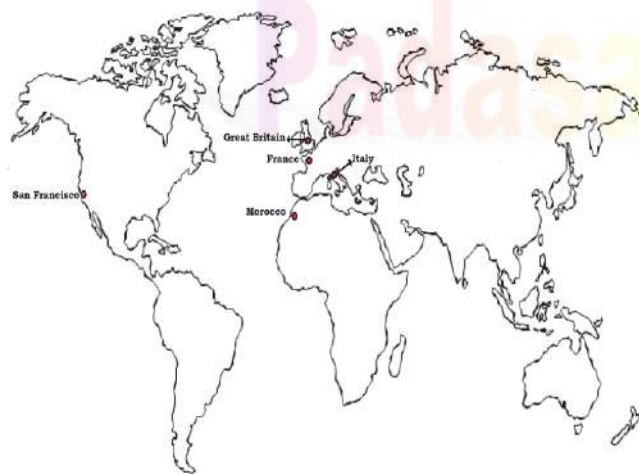 Padasa
Great Britain
France
Italy
San Francisco
Morocco